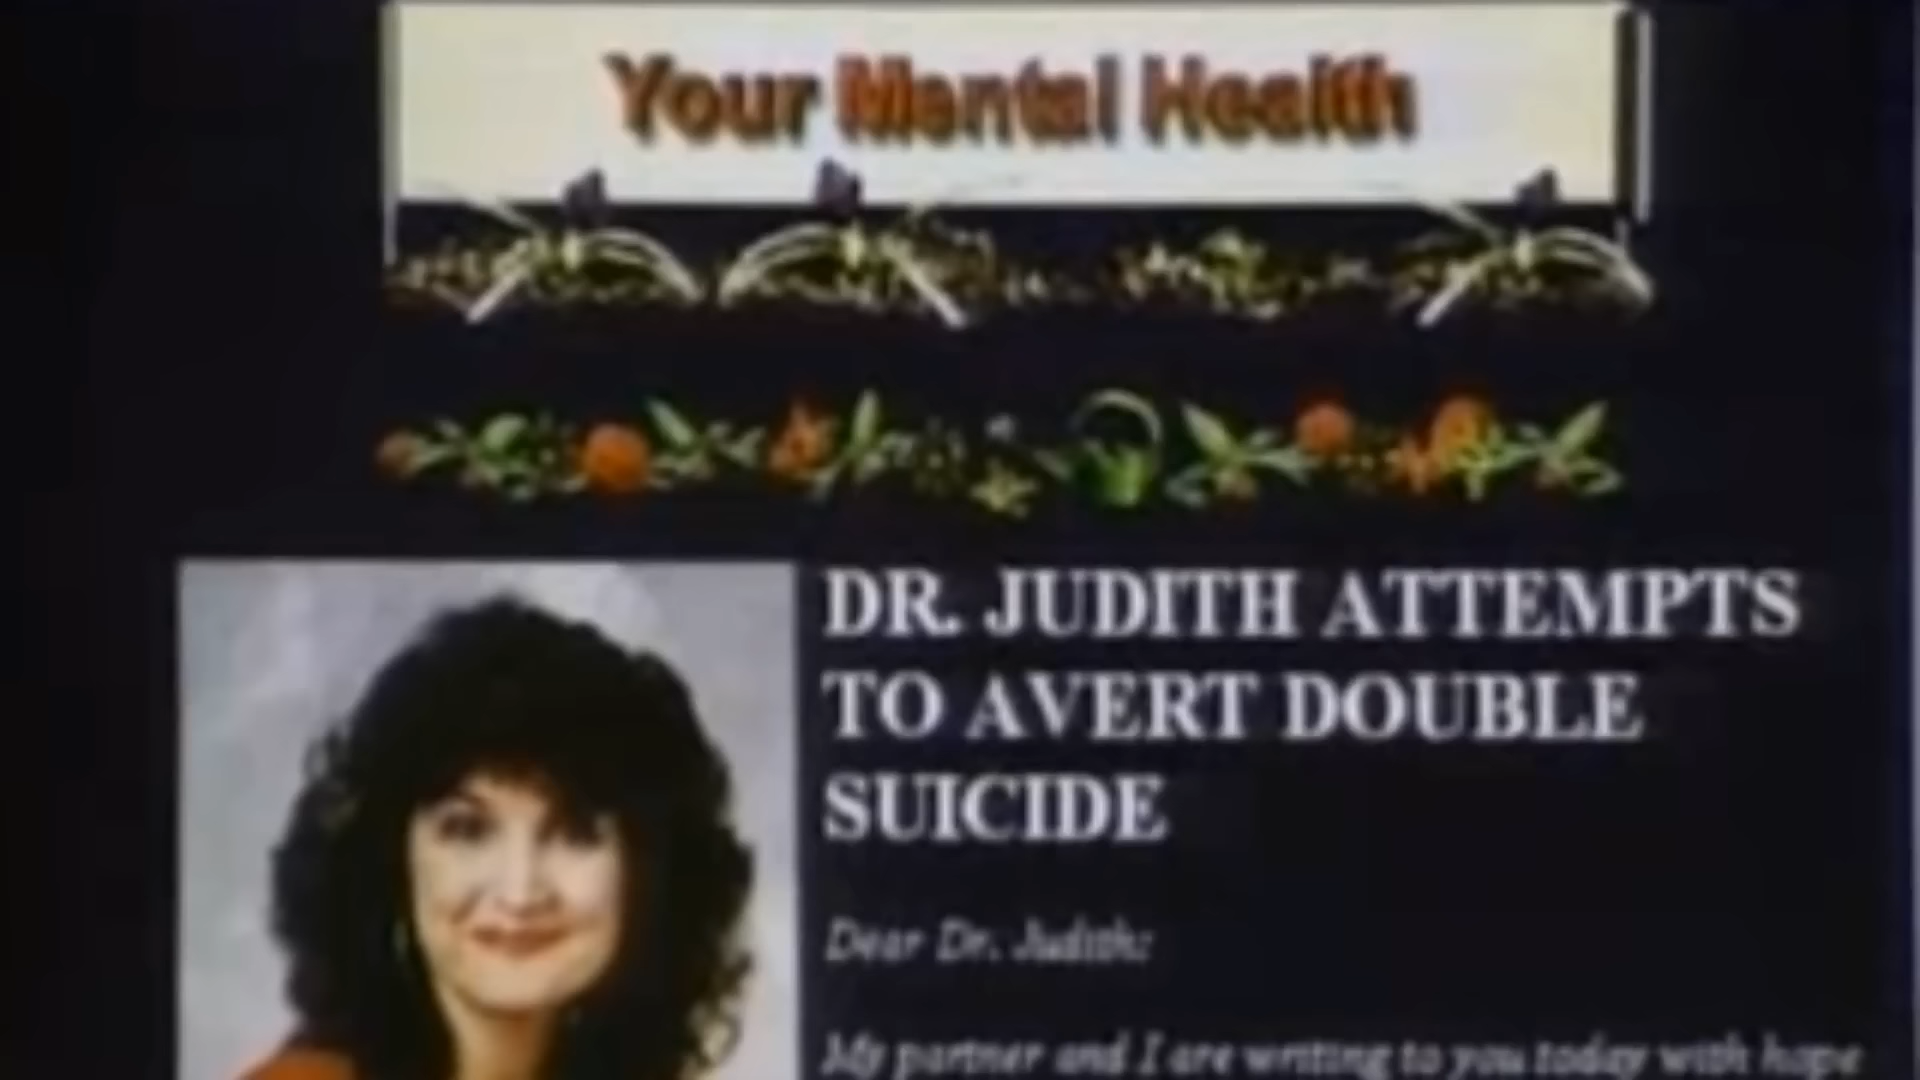 Your Mental Health
DR. JUDITH ATTEMPTS
TO AVERT DOUBLE
SUICIDE
Dear Dr. Judith:
My partner and I are writing to you today with hope